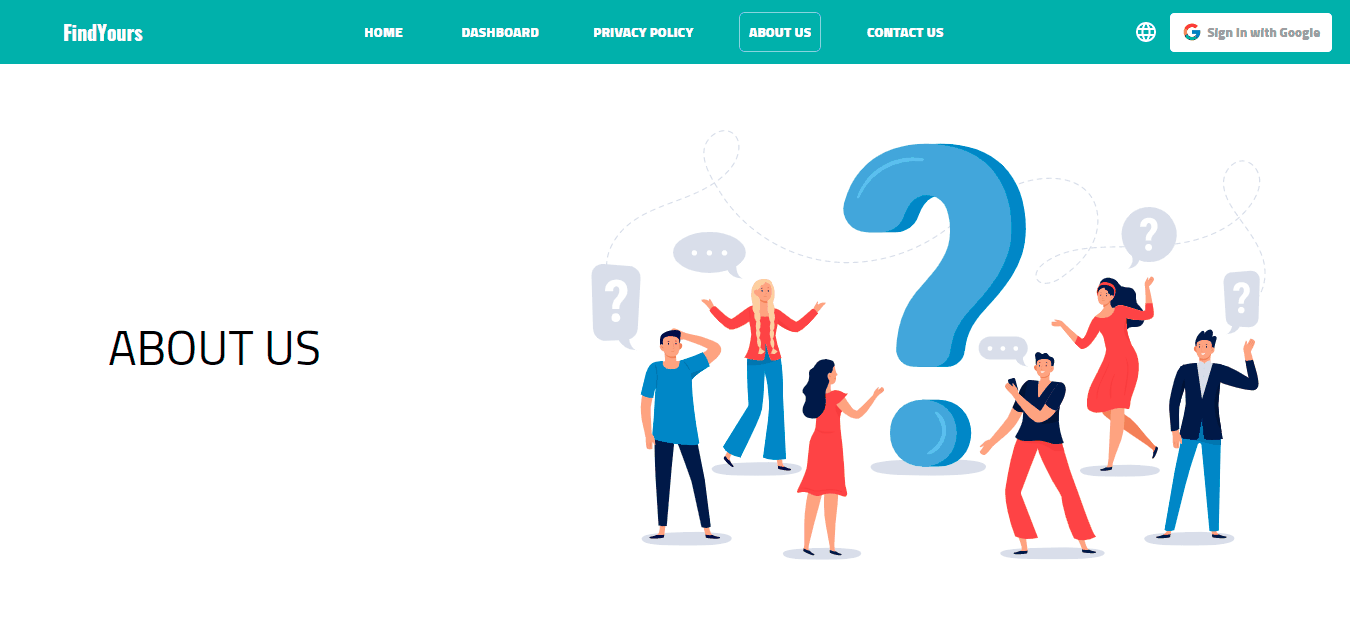 FindYours
HOME
DASHBOARD
PRIVACY POLICY
ABOUT US
CONTACT US
Sign in with Google
?
?
?
?
ABOUT US